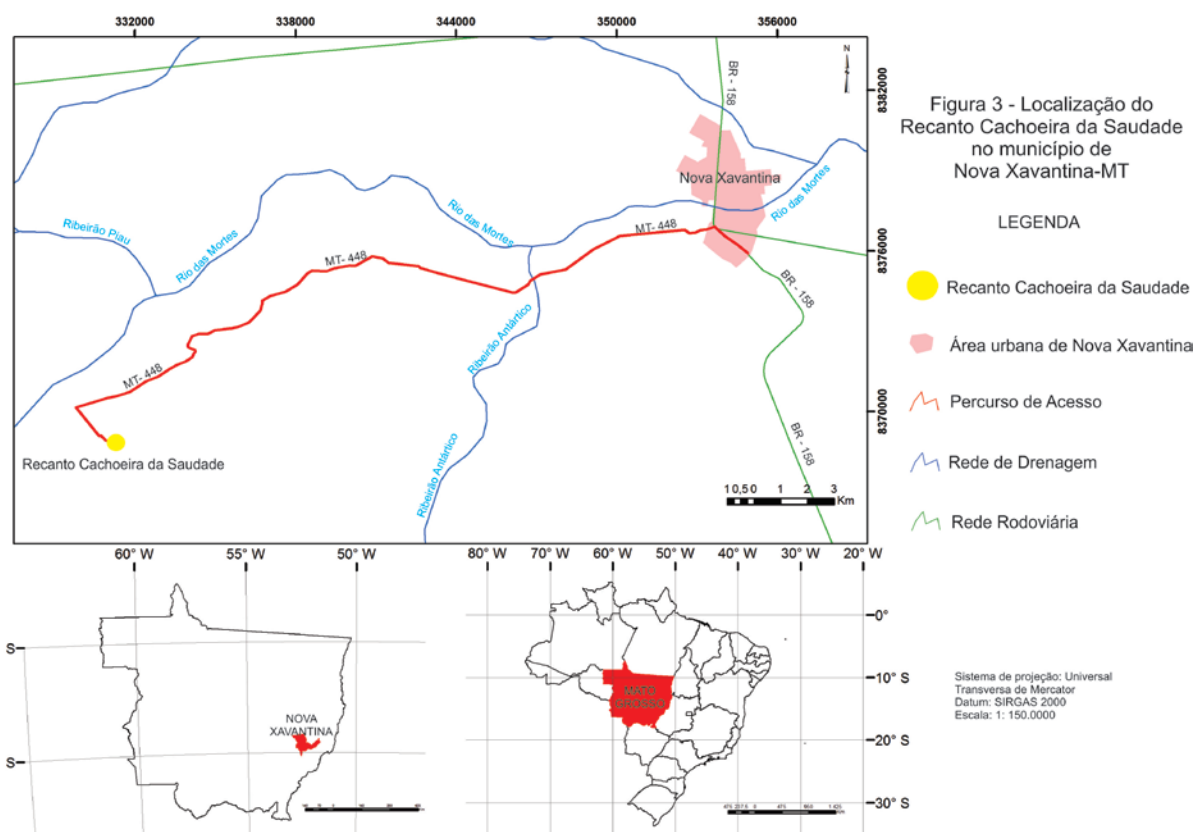 332000
338000
344000
350000
356000
N
8382000
8376000
8370000
BR - 158
Nova Xavantina
Rio das Mortes
MT- 448
Rio das Mortes
Ribeirão Piau
Rio das Mortes
MT- 448
BR - 158
Ribeirão Antártico
MT- 448
BR - 158
Ribeirão Antártico
Recanto Cachoeira da Saudade
1 0,5 0 1 2 3
Km
Figura 3 - Localização do
Recanto Cachoeira da Saudade
no município de
Nova Xavantina-MT
LEGENDA
Recanto Cachoeira da Saudade
Área urbana de Nova Xavantina
Percurso de Acesso
Rede de Drenagem
Rede Rodoviária
60° W
55° W
50° W
S
S
NOVA
XAVANTINA
80° W
70° W
60° W
50° W
40° W
30° W
20° W
0°
10° S
20° S
30° S
MATO
GROSSO
Sistema de projeção: Universal
Transversa de Mercator
Datum: SIRGAS 2000
Escala: 1: 150.0000